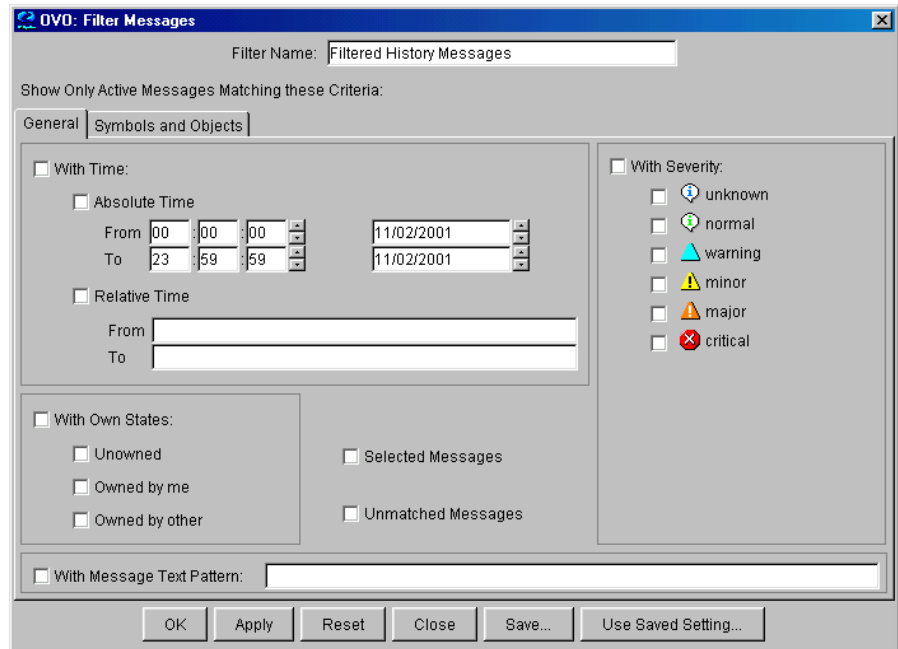 OVO: Filter Messages
Filter Name: Filtered History Messages
Show Only Active Messages Matching these Criteria:
General Symbols and Objects
With Time:
Absolute Time
From 00 :00 :00 11/02/2001
To 23 :59 :59 11/02/2001
Relative Time
From
To
With Severity:
unknown
normal
warning
minor
major
critical
With Own States:
Unowned
Owned by me
Owned by other
Selected Messages
Unmatched Messages
With Message Text Pattern:
OK Apply Reset Close Save... Use Saved Setting...